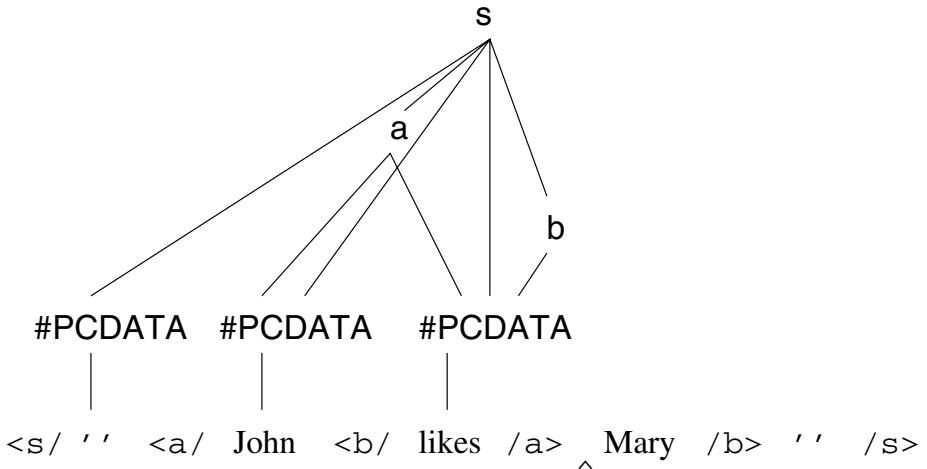 s
a
b
#PCDATA #PCDATA #PCDATA
<s/ ’’ <a/ John <b/ likes /a> ^ Mary /b> ’’ /s>